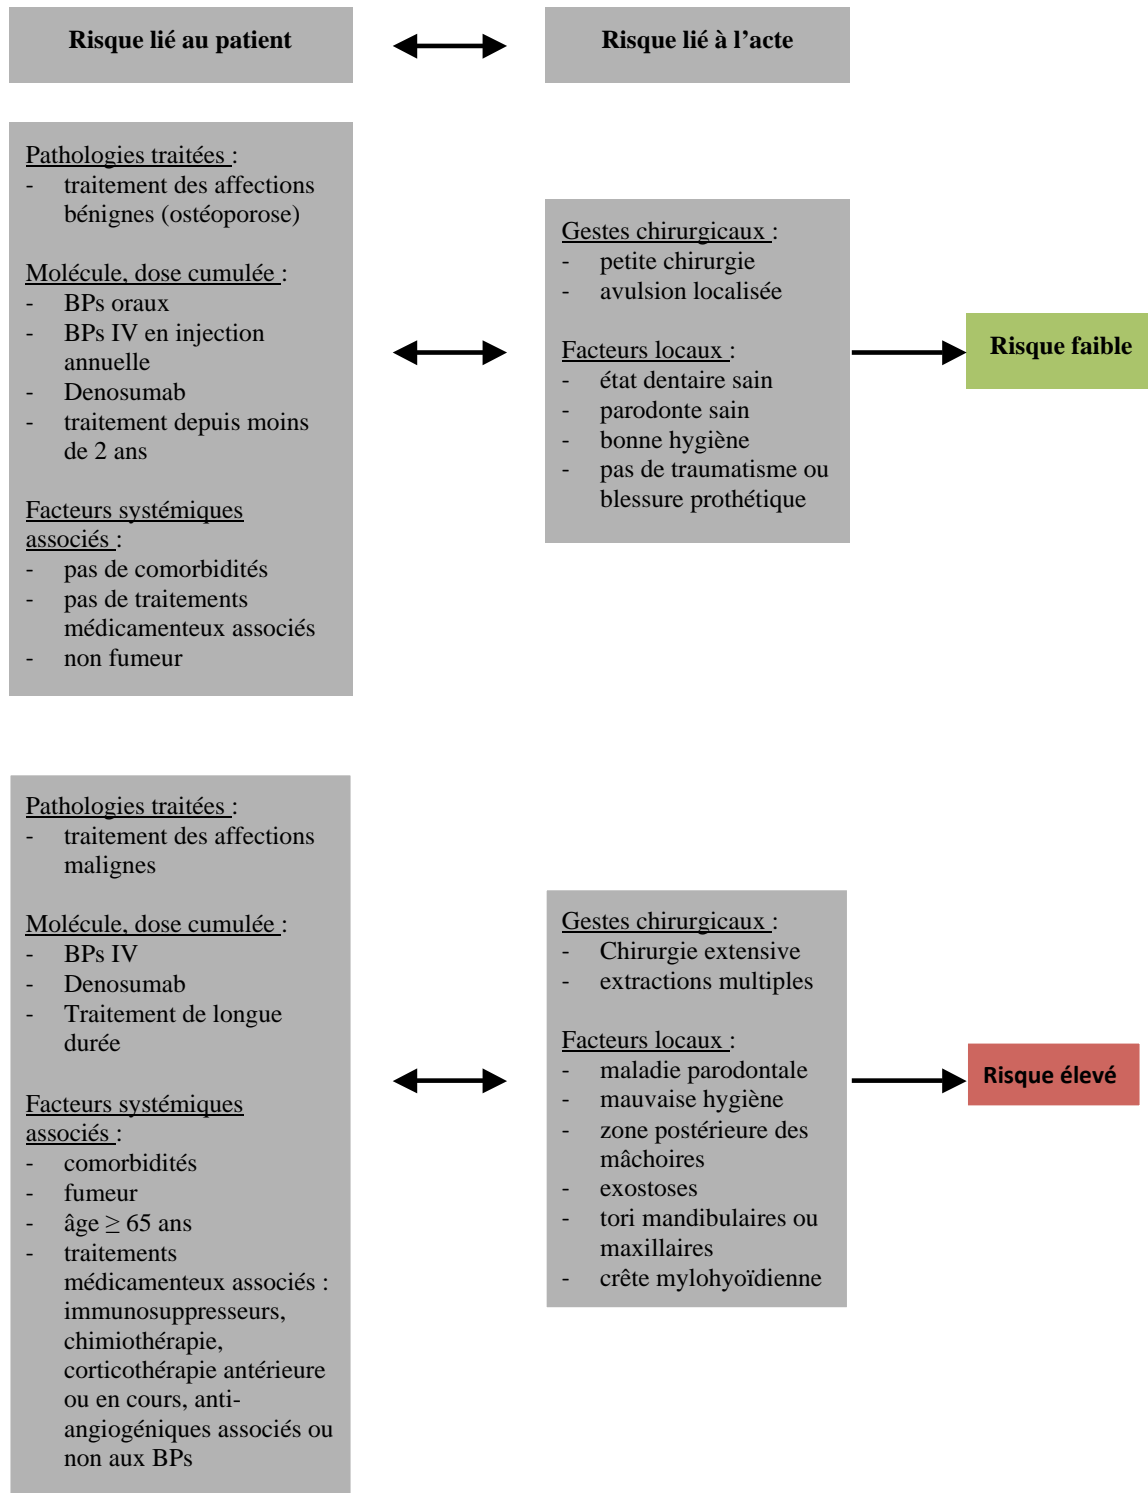 Risque lié au patient
Risque lié à l'acte
Pathologies traitées :
- traitement des affections
bénignes (ostéoporose)
Molécule, dose cumulée :
- BPs oraux
- BPs IV en injection
annuelle
- Denosumab
- traitement depuis moins
de 2 ans
Facteurs systémiques
associés :
- pas de comorbidités
- pas de traitements
médicamenteux associés
- non fumeur
Gestes chirurgicaux :
- petite chirurgie
- avulsion localisée
Facteurs locaux :
- état dentaire sain
- parodonte sain
- bonne hygiène
- pas de traumatisme ou
blessure prothétique
Risque faible
Pathologies traitées :
- traitement des affections
malignes
Molécule, dose cumulée :
- BPs IV
- Denosumab
- Traitement de longue
durée
Facteurs systémiques
associés :
- comorbidités
- fumeur
- âge ≥ 65 ans
- traitements
médicamenteux associés :
immunosuppresseurs,
chimiothérapie,
corticothérapie antérieure
ou en cours, anti-
angiogéniques associés ou
non aux BPs
Gestes chirurgicaux :
- Chirurgie extensive
- extractions multiples
Facteurs locaux :
- maladie parodontale
- mauvaise hygiène
- zone postérieure des
mâchoires
- exostoses
- tori mandibulaires ou
maxillaires
- crête mylohyoïdienne
Risque élevé